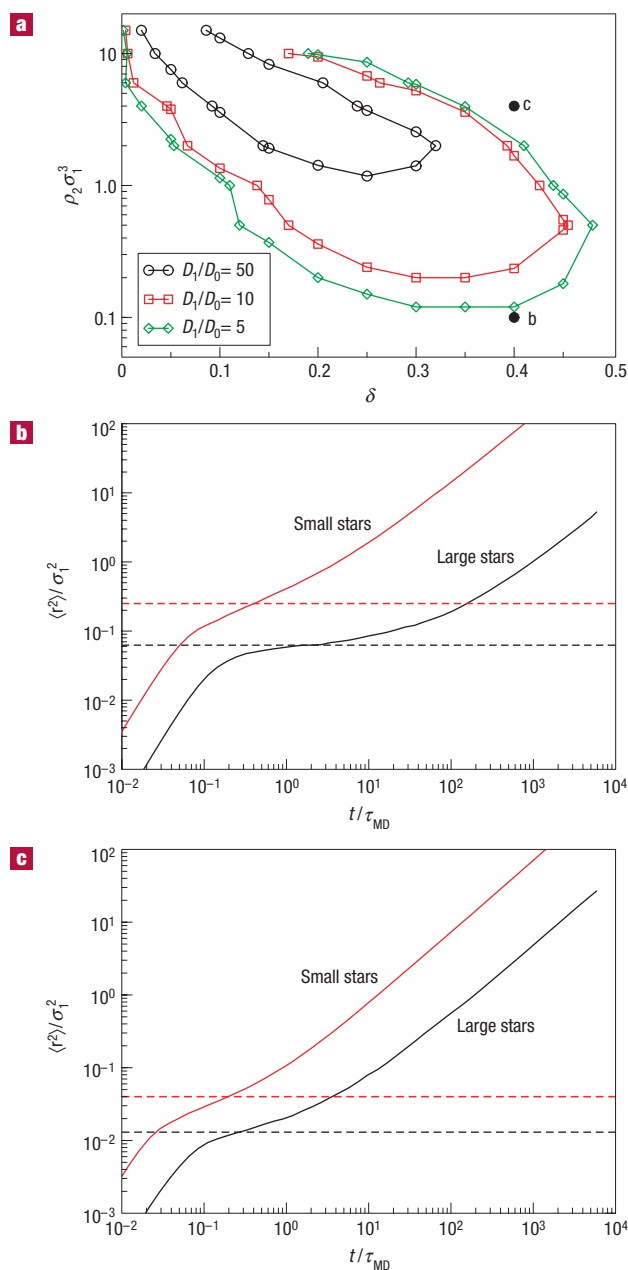 a
10
1.0
0.1
ρ₂σ₁³
D₁/D₀= 50
D₁/D₀= 10
D₁/D₀= 5
c
b
0 0.1 0.2 0.3 0.4 0.5
δ
b
10² 
10¹
10⁰
10⁻¹
10⁻²
10⁻³
⟨r²⟩/σ₁²
Small stars
Large stars
10⁻² 10⁻¹ 10⁰ 10¹ 10² 10³ 10⁴
t/τMD
c
10²
10¹
10⁰
10⁻¹
10⁻²
10⁻³
⟨r²⟩/σ₁²
Small stars
Large stars
10⁻² 10⁻¹ 10⁰ 10¹ 10² 10³ 10⁴
t/τMD